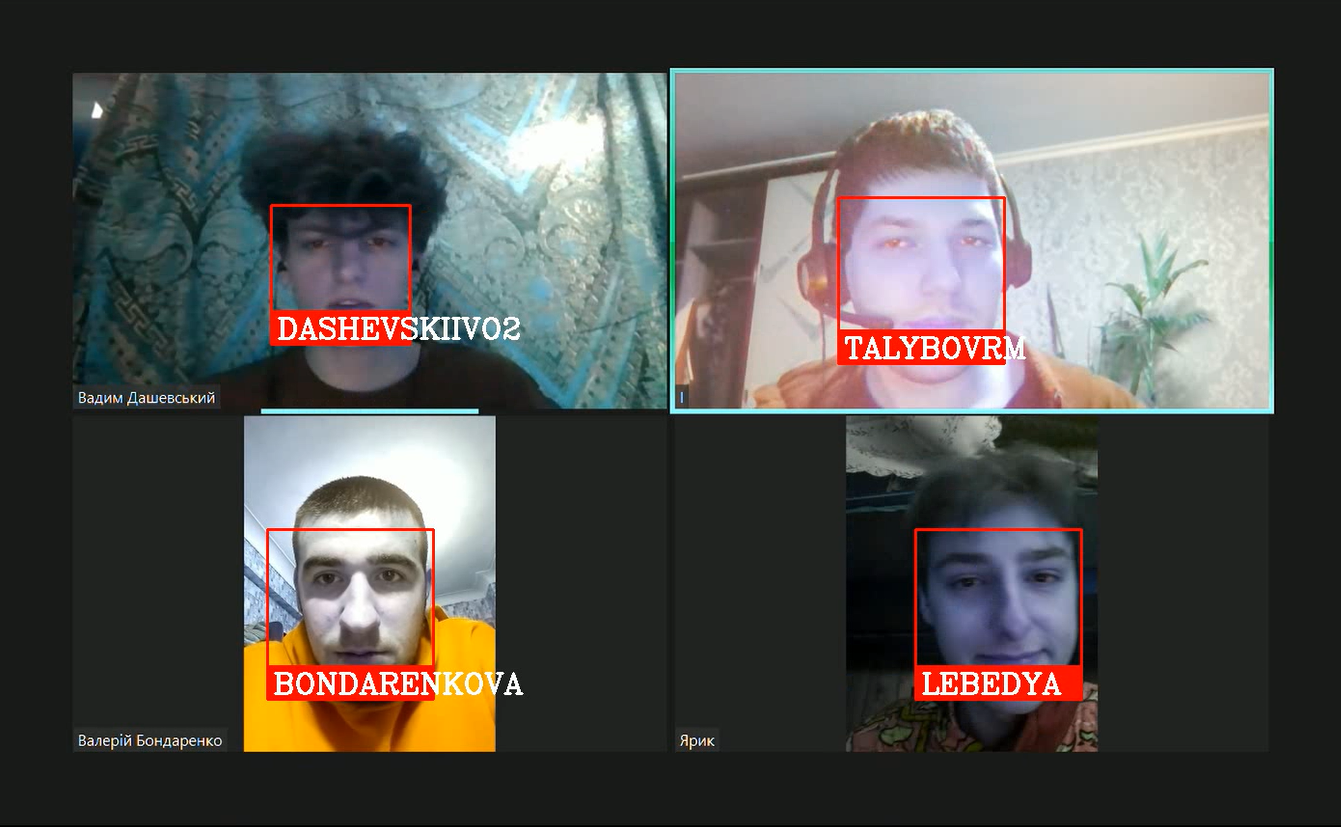 DASHEVSKIIVO2
Вадим Дашевський
TALYBOVRM
I
BONDARENKOVA
Валерій Бондаренко
LEBEDYA
Ярик